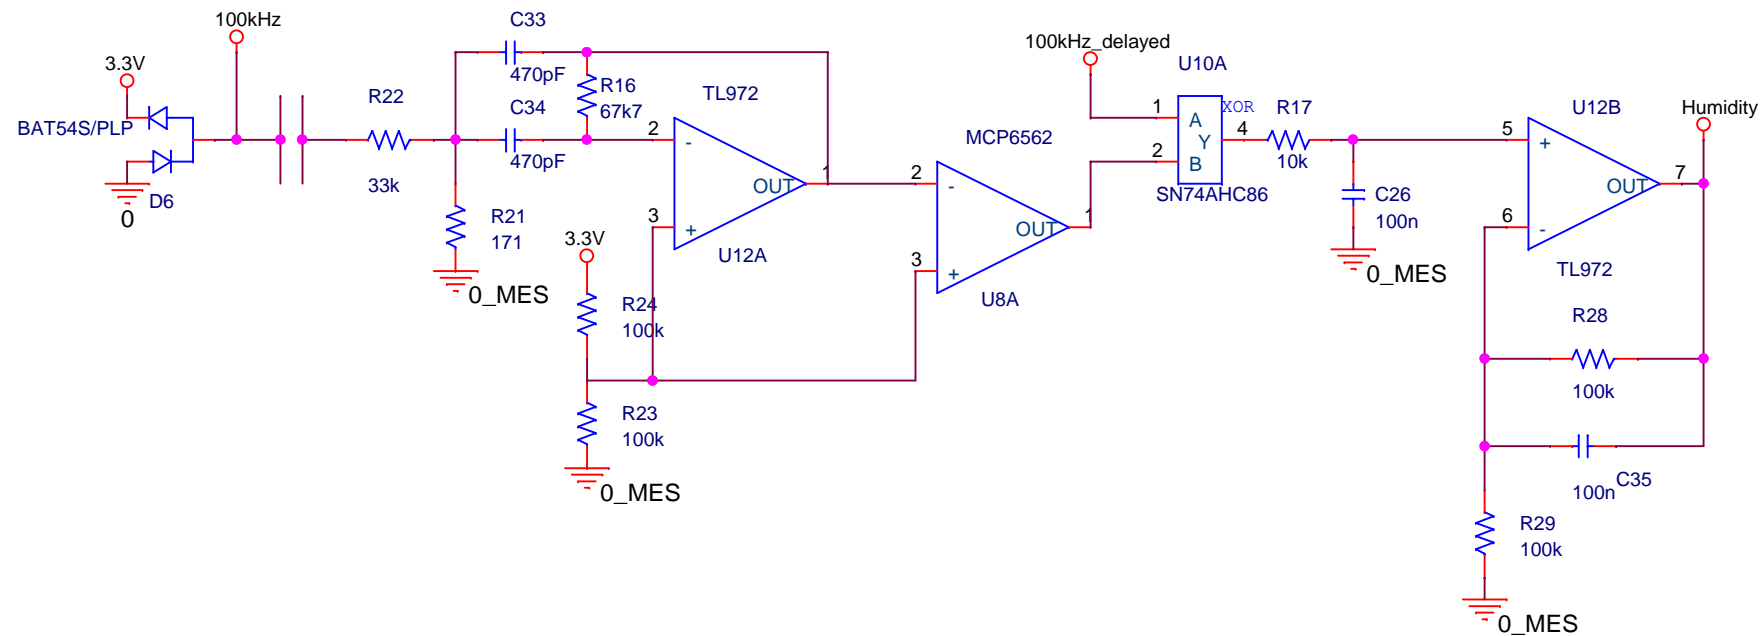 100kHz
3.3V
BAT54S/PLP
D6
0
R22
33k
C33
470pF
C34
470pF
R16
67k7
R21
171
0_MES
TL972
2
-
3
+
OUT
1
U12A
3.3V
R24
100k
R23
100k
0_MES
MCP6562
2
-
3
+
OUT
1
U8A
100kHz_delayed
U10A
XOR
1
A
Y
4
2
B
SN74AHC86
R17
10k
C26
100n
0_MES
U12B
5
+
6
-
OUT
7
TL972
Humidity
R28
100k
C35
100n
R29
100k
0_MES